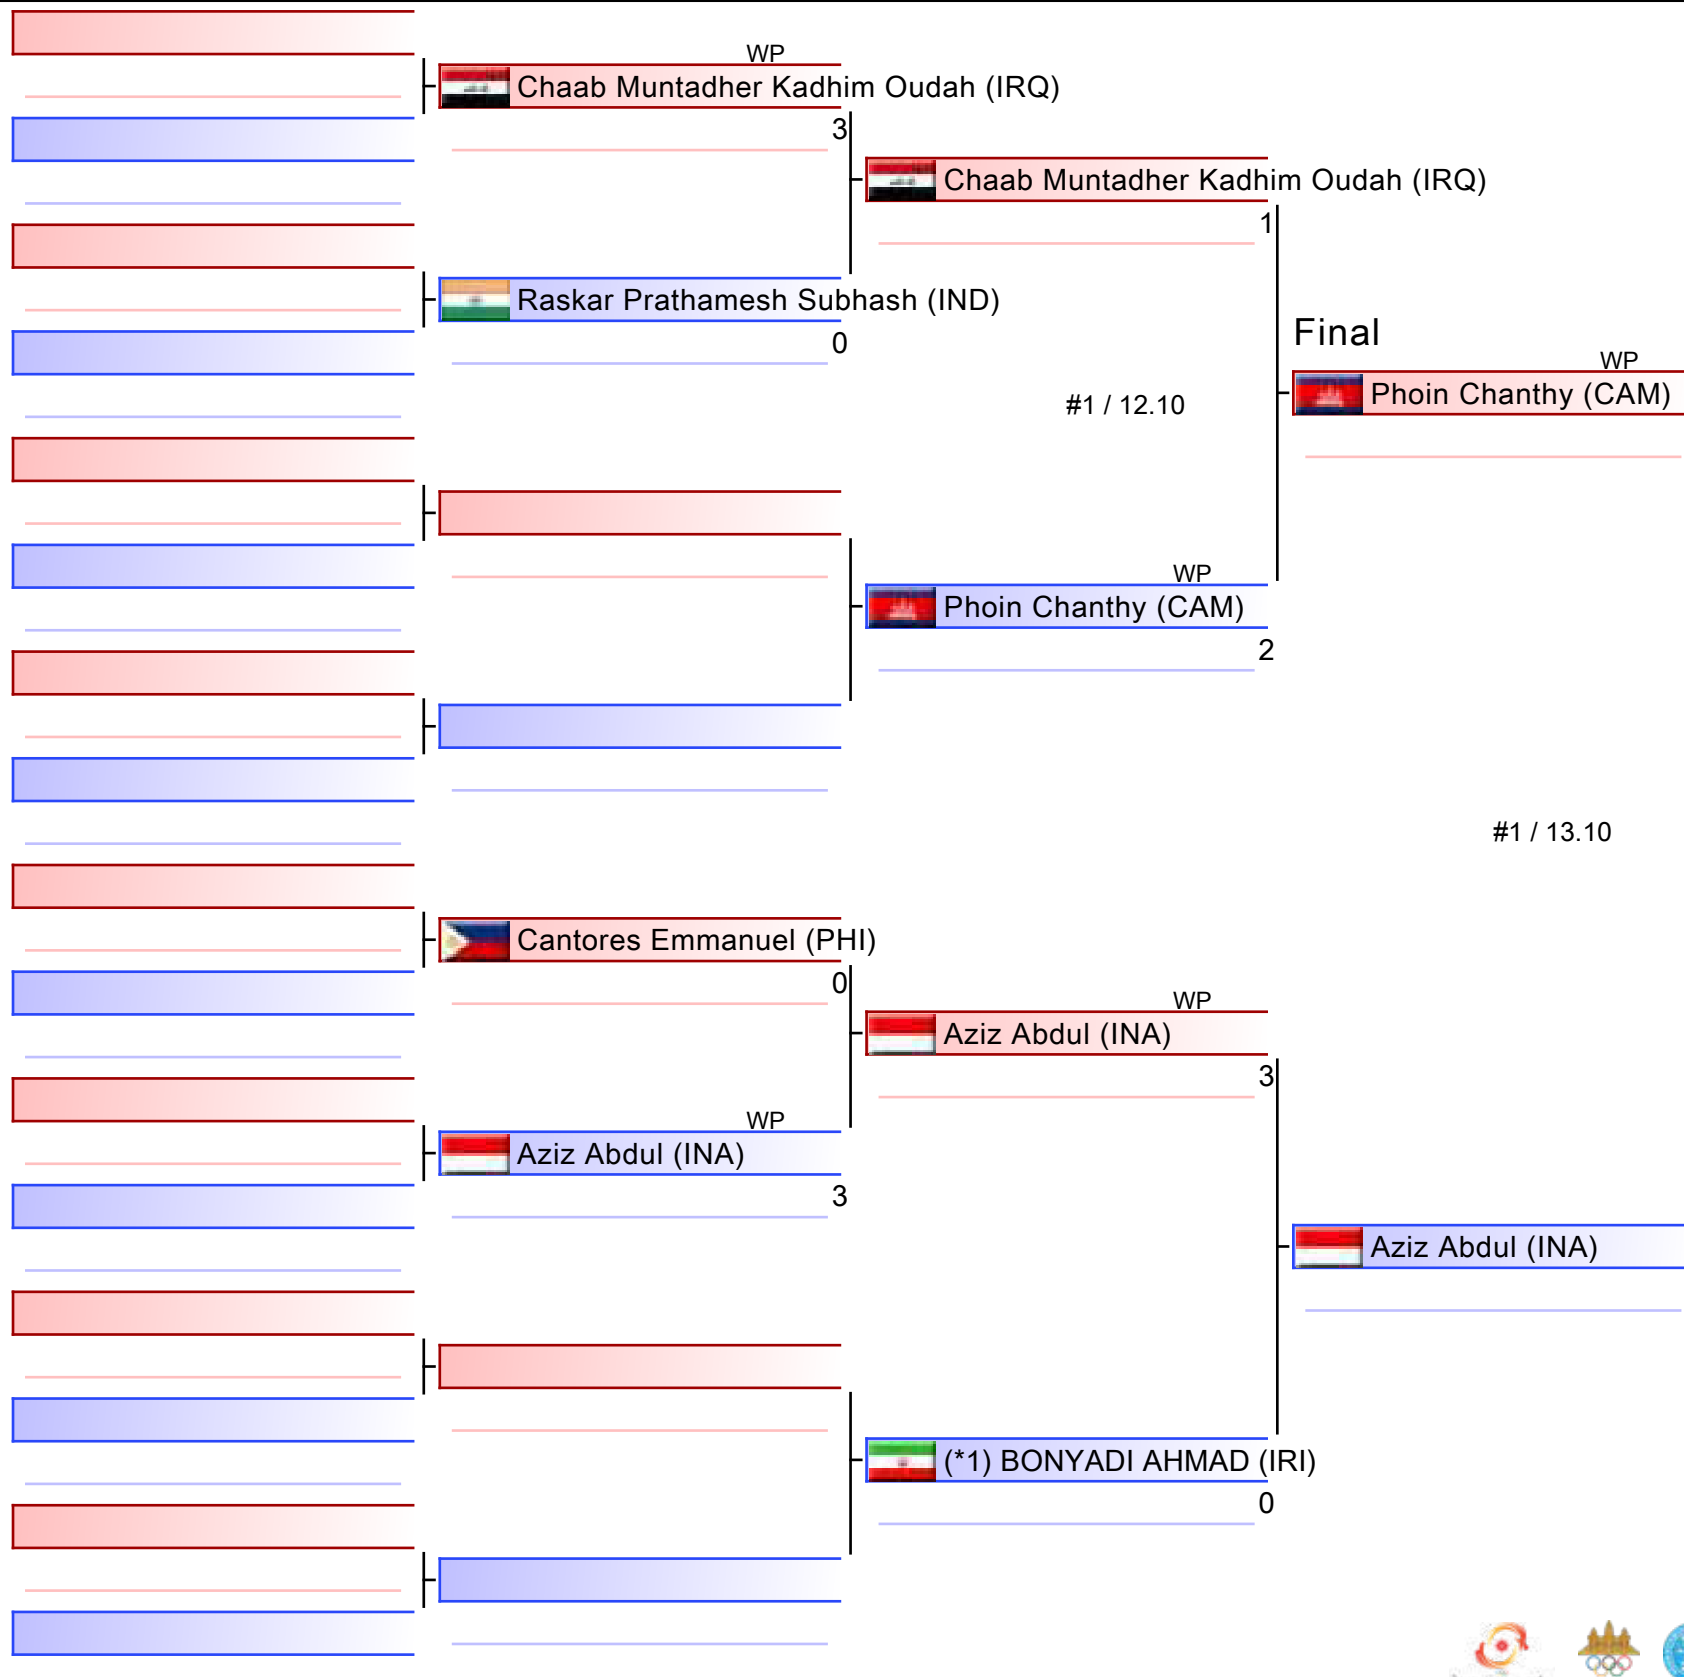 WP
Chaab Muntadher Kadhim Oudah (IRQ)
3
Chaab Muntadher Kadhim Oudah (IRQ)
1
Raskar Prathamesh Subhash (IND)
0
Final
WP
Phoin Chanthy (CAM)
#1 / 12.10
WP
Phoin Chanthy (CAM)
2
#1 / 13.10
Cantores Emmanuel (PHI)
0
WP
Aziz Abdul (INA)
3
WP
Aziz Abdul (INA)
3
Aziz Abdul (INA)
(*1) BONYADI AHMAD (IRI)
0